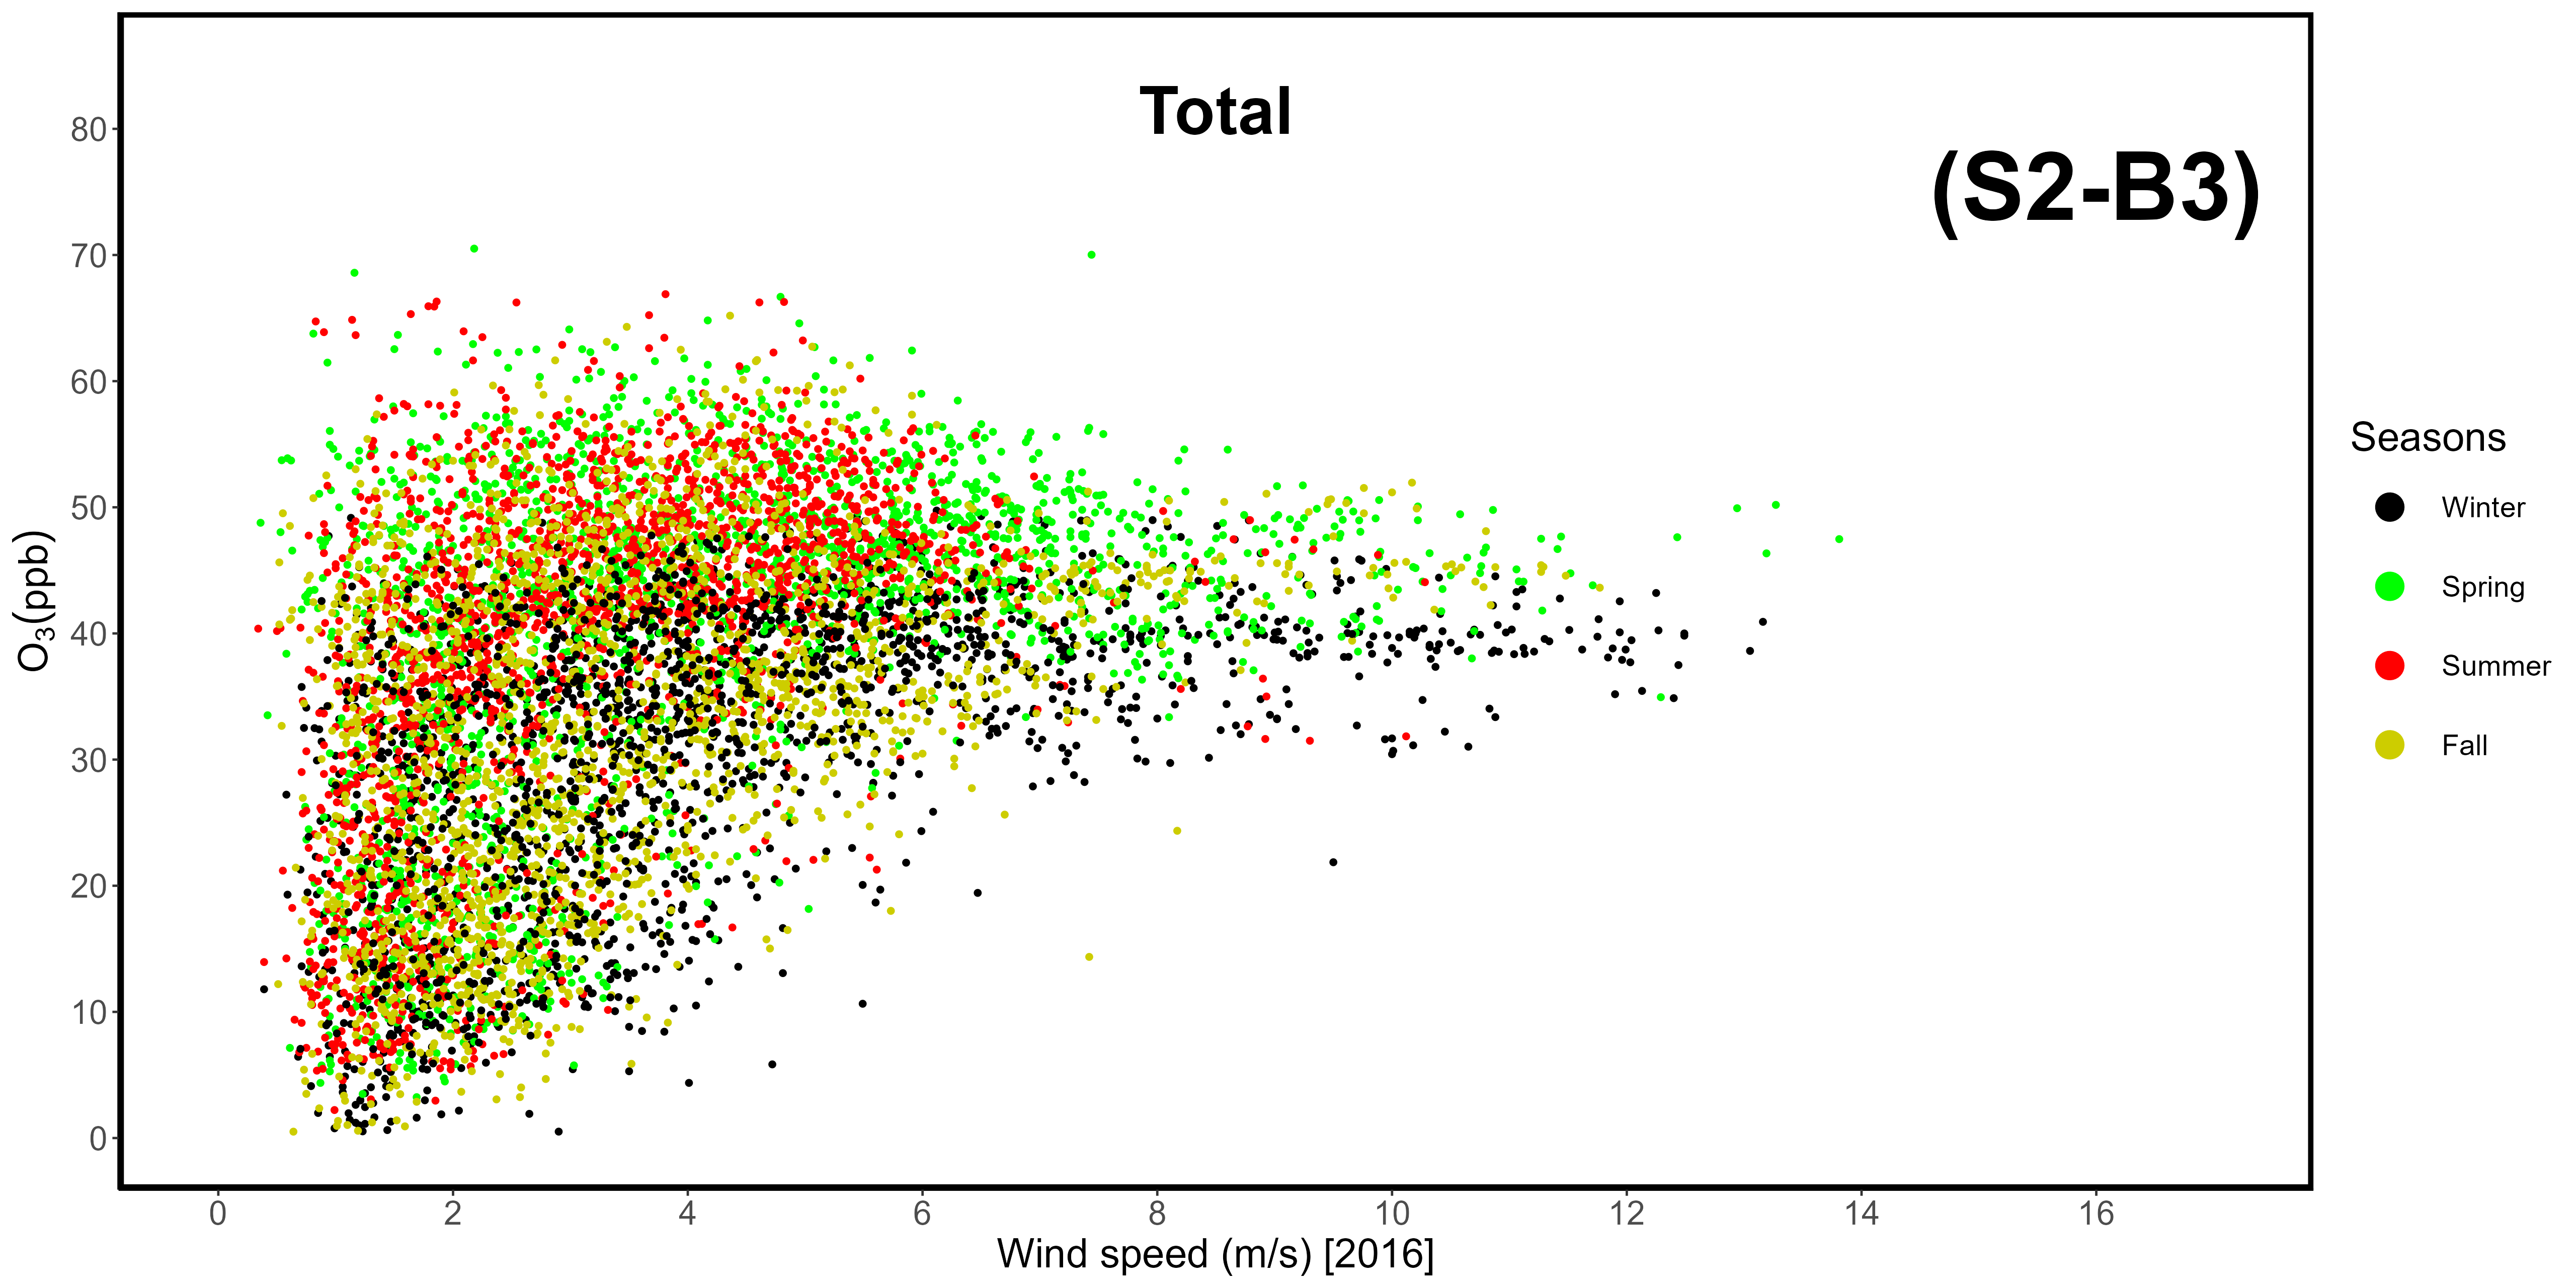 Total
(S2-B3)
80
70
60
50
40
30
20
10
0
O₃(ppb)
0 2 4 6 8 10 12 14 16
Wind speed (m/s) [2016]
Seasons
Winter
Spring
Summer
Fall